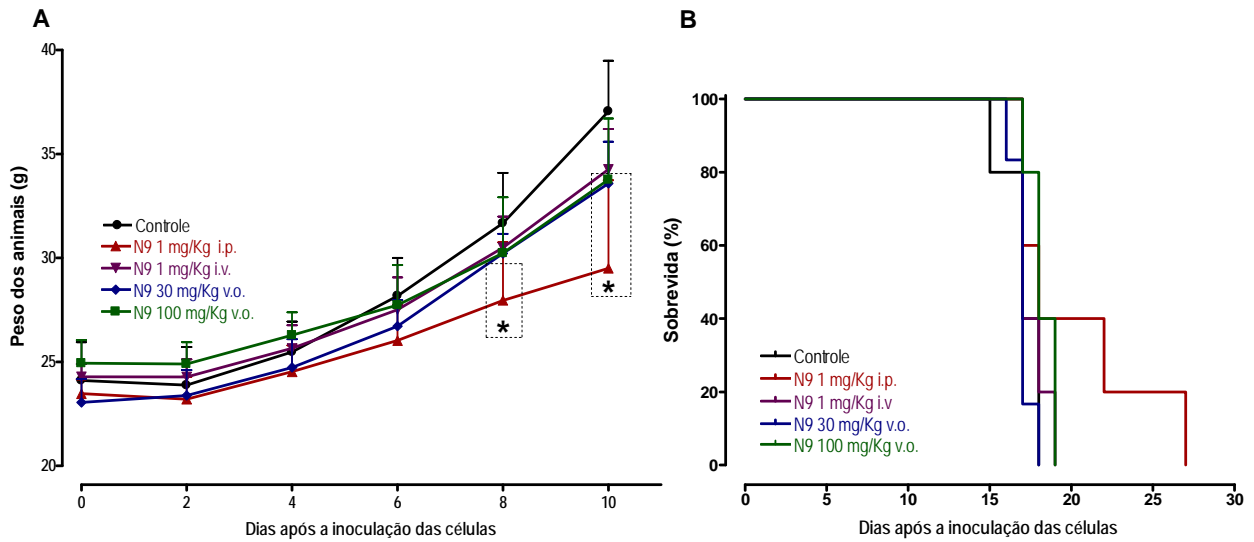 A
40
35
30
25
20
Peso dos animais (g)
Controle
N9 1 mg/Kg i.p.
N9 1 mg/Kg i.v.
N9 30 mg/Kg v.o.
N9 100 mg/Kg v.o.
*
*
0 2 4 6 8 10
Dias após a inoculação das células
B
100
80
60
40
20
0
Sobrevida (%)
Controle
N9 1 mg/Kg i.p.
N9 1 mg/Kg i.v
N9 30 mg/Kg v.o.
N9 100 mg/Kg v.o.
0 5 10 15 20 25 30
Dias após a inoculação das células